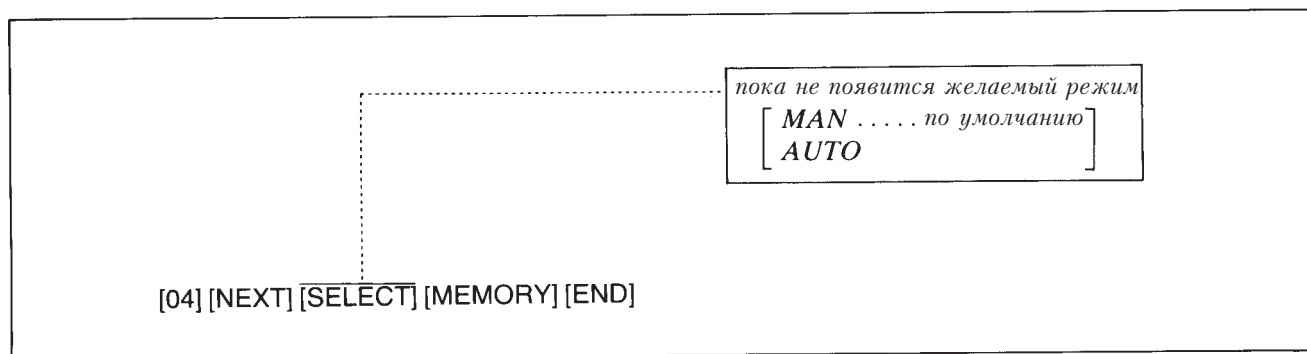 пока не появится желаемый режим
MAN ..... по умолчанию
AUTO
[04] [NEXT] [SELECT] [MEMORY] [END]